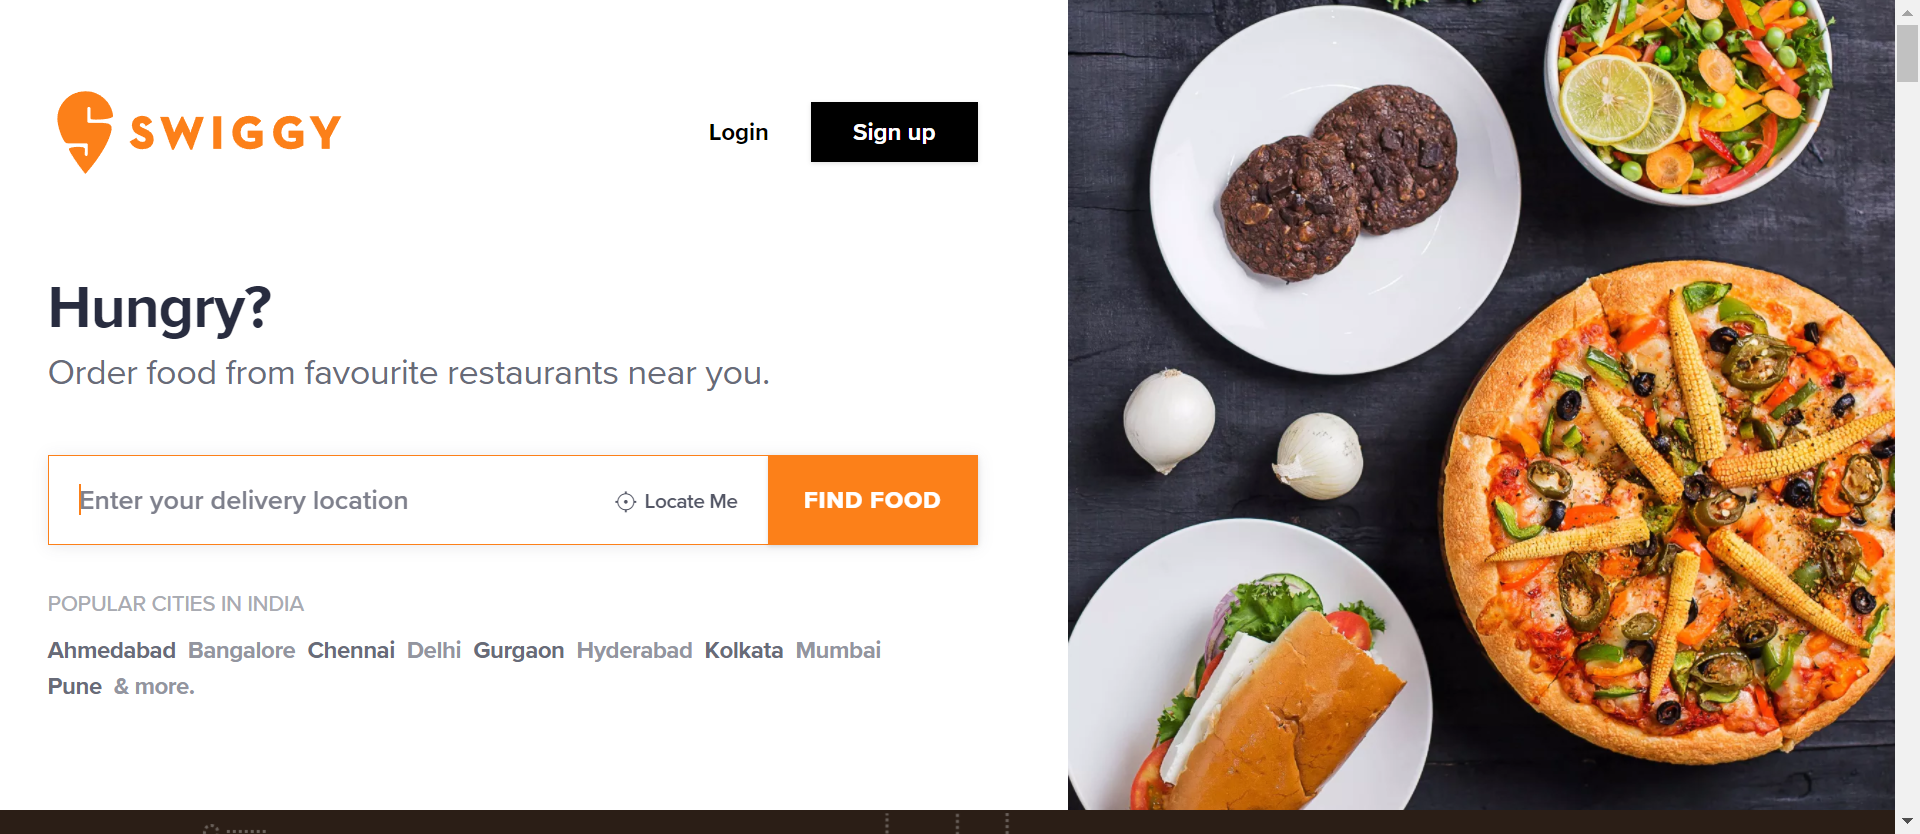 SWIGGY
Login
Sign up
Hungry?
Order food from favourite restaurants near you.
Enter your delivery location
Locate Me
FIND FOOD
POPULAR CITIES IN INDIA
Ahmedabad Bangalore Chennai Delhi Gurgaon Hyderabad Kolkata Mumbai
Pune & more.